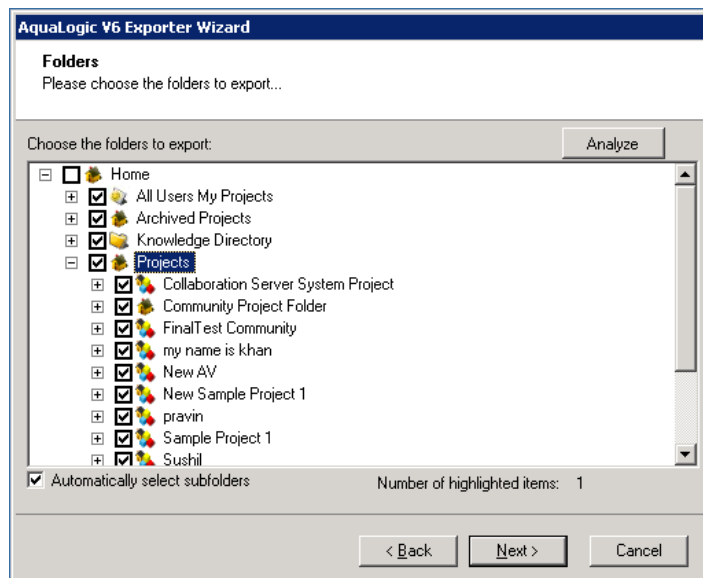 AquaLogic V6 Exporter Wizard
Folders
Please choose the folders to export...
Choose the folders to export:
Analyze
Home
All Users My Projects
Archived Projects
Knowledge Directory
Projects
Collaboration Server System Project
Community Project Folder
FinalTest Community
my name is khan
New AV
New Sample Project 1
pravin
Sample Project 1
Sushil
Automatically select subfolders
Number of highlighted items: 1
< Back
Next >
Cancel